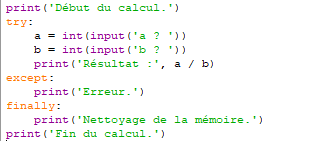 print('Début du calcul.')
try:
    a = int(input('a ? '))
    b = int(input('b ? '))
    print('Résultat :', a / b)
except:
    print('Erreur.')
finally:
    print('Nettoyage de la mémoire.')
print('Fin du calcul.')